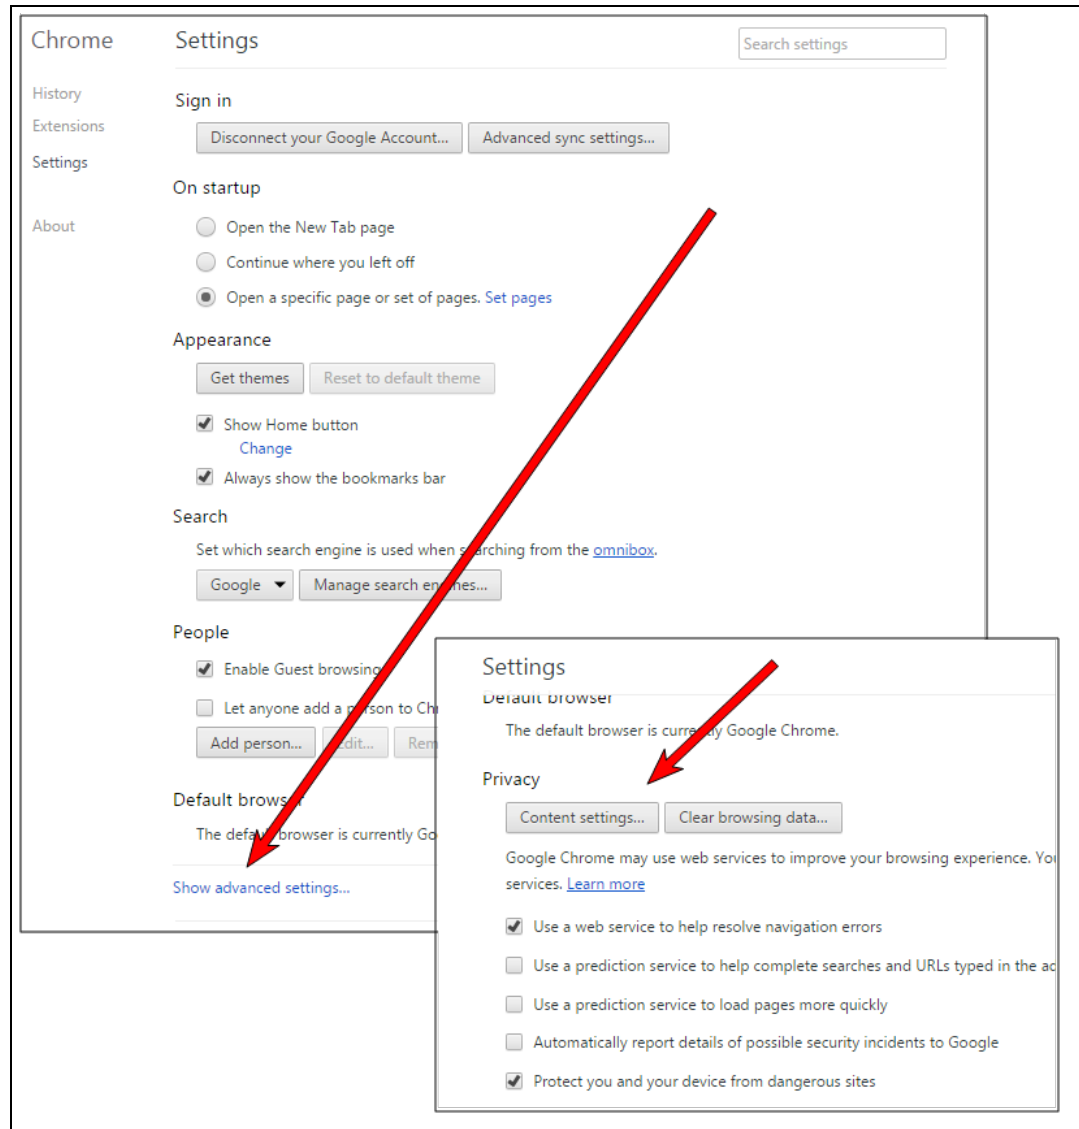 Chrome
Settings
Search settings
History
Extensions
Settings
About
Sign in
Disconnect your Google Account...
Advanced sync settings...
On startup
Open the New Tab page
Continue where you left off
Open a specific page or set of pages. Set pages
Appearance
Get themes
Reset to default theme
Show Home button
Change
Always show the bookmarks bar
Search
Set which search engine is used when searching from the omnibox.
Google
Manage search engines...
People
Enable Guest browsing
Let anyone add a person to Ch
Add person...
Edit...
Rem
Default browser
The default browser is currently Go
Show advanced settings...
Settings
Default browser
The default browser is currently Google Chrome.
Privacy
Content settings...
Clear browsing data...
Google Chrome may use web services to improve your browsing experience. You
services. Learn more
Use a web service to help resolve navigation errors
Use a prediction service to help complete searches and URLs typed in the ad
Use a prediction service to load pages more quickly
Automatically report details of possible security incidents to Google
Protect you and your device from dangerous sites